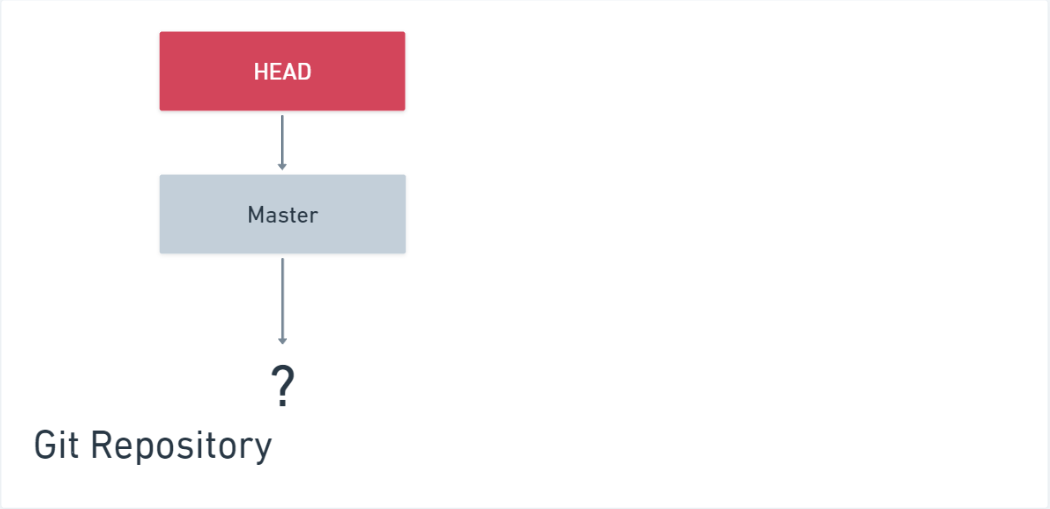 HEAD
Master
?
Git Repository